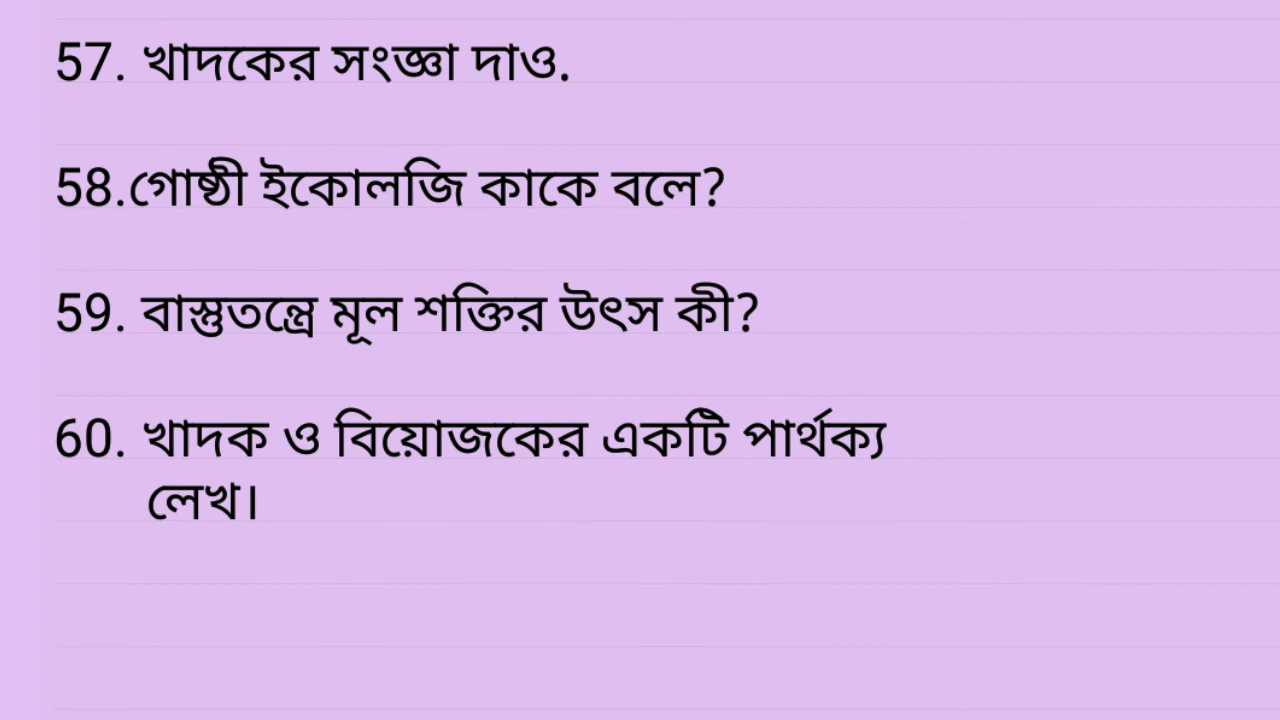 57. খাদকের সংজ্ঞা দাও.
58.গোষ্ঠী ইকোলজি কাকে বলে?
59. বাস্তুতন্ত্রে মূল শক্তির উৎস কী?
60. খাদক ও বিয়োজকের একটি পার্থক্য
লেখ।